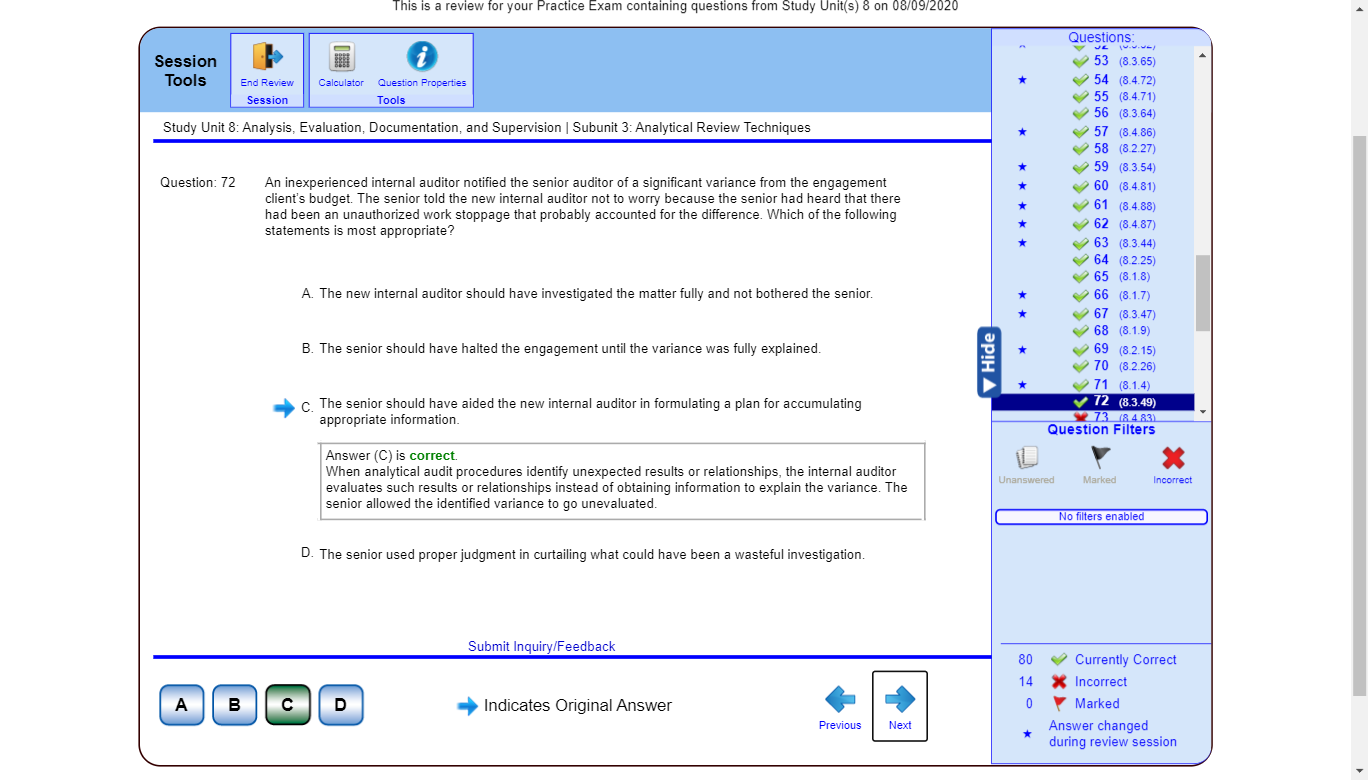 This is a review for your Practice Exam containing questions from Study Unit(s) 8 on 08/09/2020
Session Tools
End Review
Session
Calculator
Question Properties
Tools
Study Unit 8: Analysis, Evaluation, Documentation, and Supervision | Subunit 3: Analytical Review Techniques
Question: 72
An inexperienced internal auditor notified the senior auditor of a significant variance from the engagement
client's budget. The senior told the new internal auditor not to worry because the senior had heard that there
had been an unauthorized work stoppage that probably accounted for the difference. Which of the following
statements is most appropriate?
A. The new internal auditor should have investigated the matter fully and not bothered the senior.
B. The senior should have halted the engagement until the variance was fully explained.
C. The senior should have aided the new internal auditor in formulating a plan for accumulating
appropriate information.
Answer (C) is correct.
When analytical audit procedures identify unexpected results or relationships, the internal auditor
evaluates such results or relationships instead of obtaining information to explain the variance. The
senior allowed the identified variance to go unevaluated.
D. The senior used proper judgment in curtailing what could have been a wasteful investigation.
Submit Inquiry/Feedback
A B C D
Indicates Original Answer
Previous
Next
Hide
Questions:
53 (8.3.65)
54 (8.4.72)
55 (8.4.71)
56 (8.3.64)
57 (8.4.86)
58 (8.2.27)
59 (8.3.54)
60 (8.4.81)
61 (8.4.88)
62 (8.4.87)
63 (8.3.44)
64 (8.2.25)
65 (8.1.8)
66 (8.1.7)
67 (8.3.47)
68 (8.1.9)
69 (8.2.15)
70 (8.2.26)
71 (8.1.4)
72 (8.3.49)
73 (8.4.83)
Question Filters
Unanswered
Marked
Incorrect
No filters enabled
80 Currently Correct
14 Incorrect
0 Marked
Answer changed
during review session